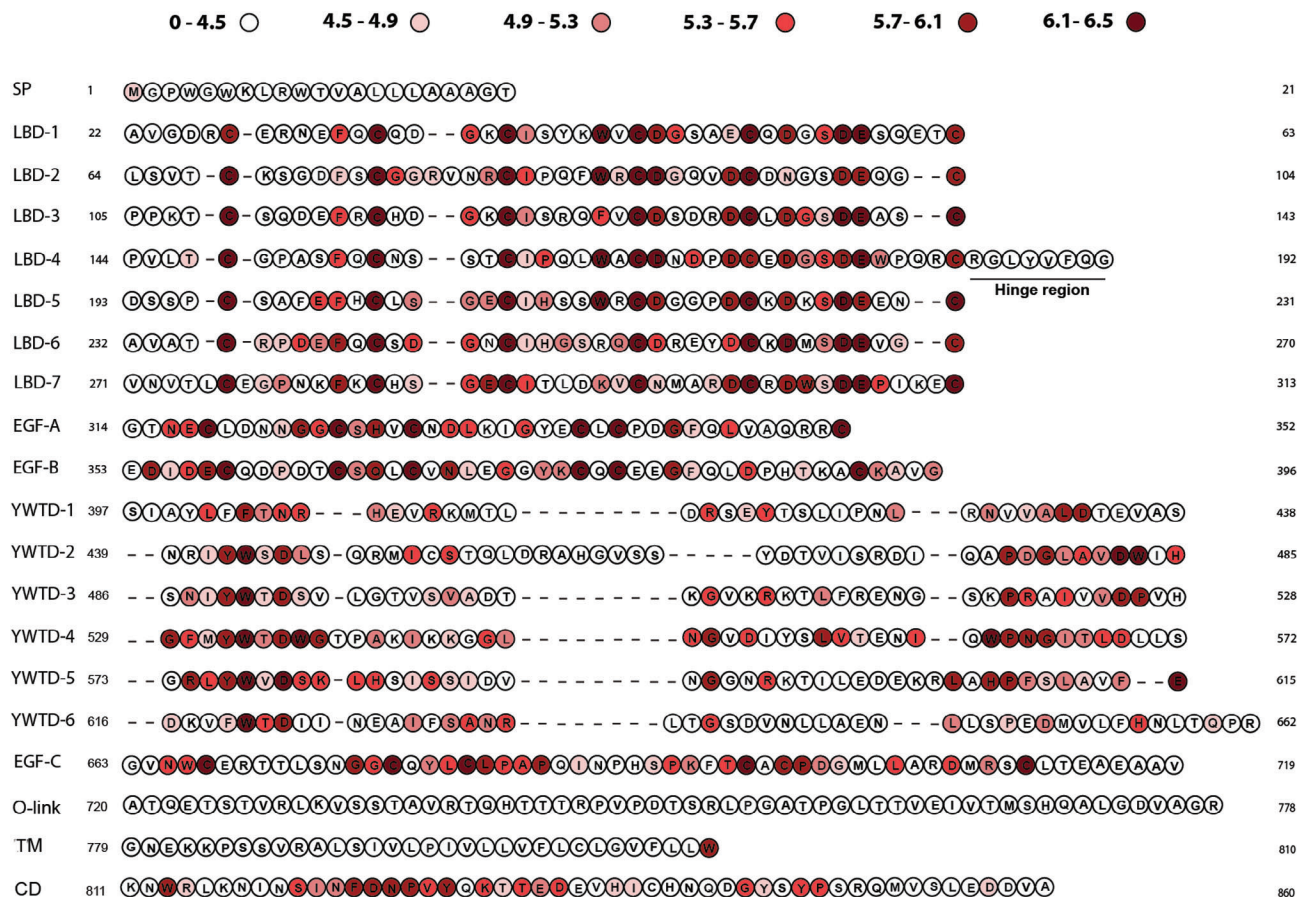 0 - 4.5 4.5 - 4.9 4.9 - 5.3 5.3 - 5.7 5.7 - 6.1 6.1 - 6.5
SP 1 MGPWGWKLRWTVALLLAAAGT 21
LBD-1 22 AVGDRC-ERNEFQCQD--GKCISYKWVCDGSAECQDGSDESQETC 63
LBD-2 64 LSVT-C-KSGDFSCGGRVNRCIPQFWRCDGQVDCDNGSDEQG--C 104
LBD-3 105 PPKT-C-SQDEFRCHD--GKCISRQFVCDSDRDCLDGSDEAS--C 143
LBD-4 144 PVLT-C-GPASFQCNS--STCIPQLWACDNDPDCEDGSDEWPQRCRGLYVFQG 192
Hinge region
LBD-5 193 DSSP-C-SAFEFHCLS--GECIHSSWRCDGGPDCKDKSDEEN--C 231
LBD-6 232 AVAT-C-RPDEFQCSD--GNCIHGSRQCDREYDCKDMSDEVG--C 270
LBD-7 271 VNVTLCEGPNKFKCHS--GECITLDKVCNMARDCRDWSDEPIKEC 313
EGF-A 314 GTNECLDNNGGCSHVCNDLKIGYECLCPDGFQLVAQRRC 352
EGF-B 353 EDIDECQDPDTCSQLCVNLEGGYKCQCEEGFQLDPHTKACKAVG 396
YWTD-1 397 SIAYLFFTNR---HEVRKMTL---------DRSEYTSLIPNL---RNVVALDTEVAS 438
YWTD-2 439 --NRIYWSDLS-QRMICSTQLDRAHGVSS-----YDTVISRDI--QAPDGLAVDWIH 485
YWTD-3 486 --SNIYWTDSV-LGTVSVADT---------KGVKRKTLFRENG--SKPRAIVVDPVH 528
YWTD-4 529 --GFMYWTDWGTPAKIKKGGL---------NGVDIYSLVTENI--QWPNGITLDLLS 572
YWTD-5 573 --GRLYWVDSK-LHSISSIDV---------NGGNRKTILEDEKRLAHPFSLAVF--E 615
YWTD-6 616 --DKVFWTDII-NEAIFSANR--------LTGSDVNLLAEN---LLSPEDMVLFHNLTQPR 662
EGF-C 663 GVNWCERTTLSNGGCQYLCLPAPQINPHSPKFTCACPDGMLLARDMRSCLTEAEAAV 719
O-link 720 ATQETSTVRLKVSSTAVRTQHTTTRPVPDTSRLPGATPGLTTVEIVTMSHQALGDVAGR 778
TM 779 GNEKKPSSVRALSIVLPIVLLVFLCLGVFLLW 810
CD 811 KNWRLKNINSINFDNPVYQKTTEDEVHICHNQDGYSYPSRQMVSLEDDVA 860